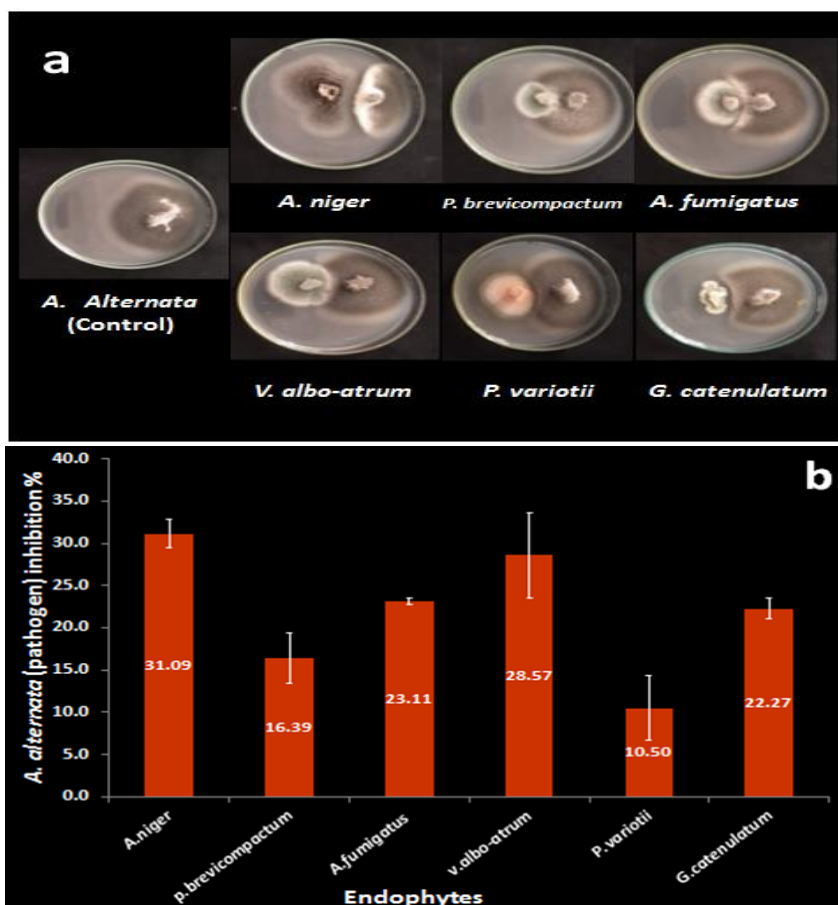 a
A. niger
P. brevicompactum
A. fumigatus
A. Alternata
(Control)
V. albo-atrum
P. variotii
G. catenulatum
b
A. alternata (pathogen) inhibition %
40.0
35.0
30.0
25.0
20.0
15.0
10.0
5.0
0.0
31.09
16.39
23.11
28.57
10.50
22.27
A.niger
p.brevicompactum
A.fumigatus
v.albo-atrum
P.variotii
G.catenulatum
Endophytes